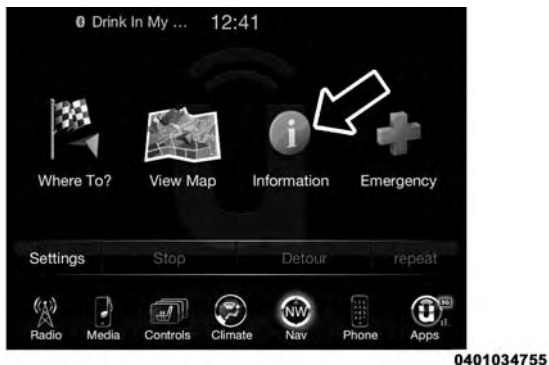 Drink In My ... 12:41
Where To? View Map Information Emergency
Settings Stop Detour repeat
NW
Radio Media Controls Climate Nav Phone Apps
0401034755